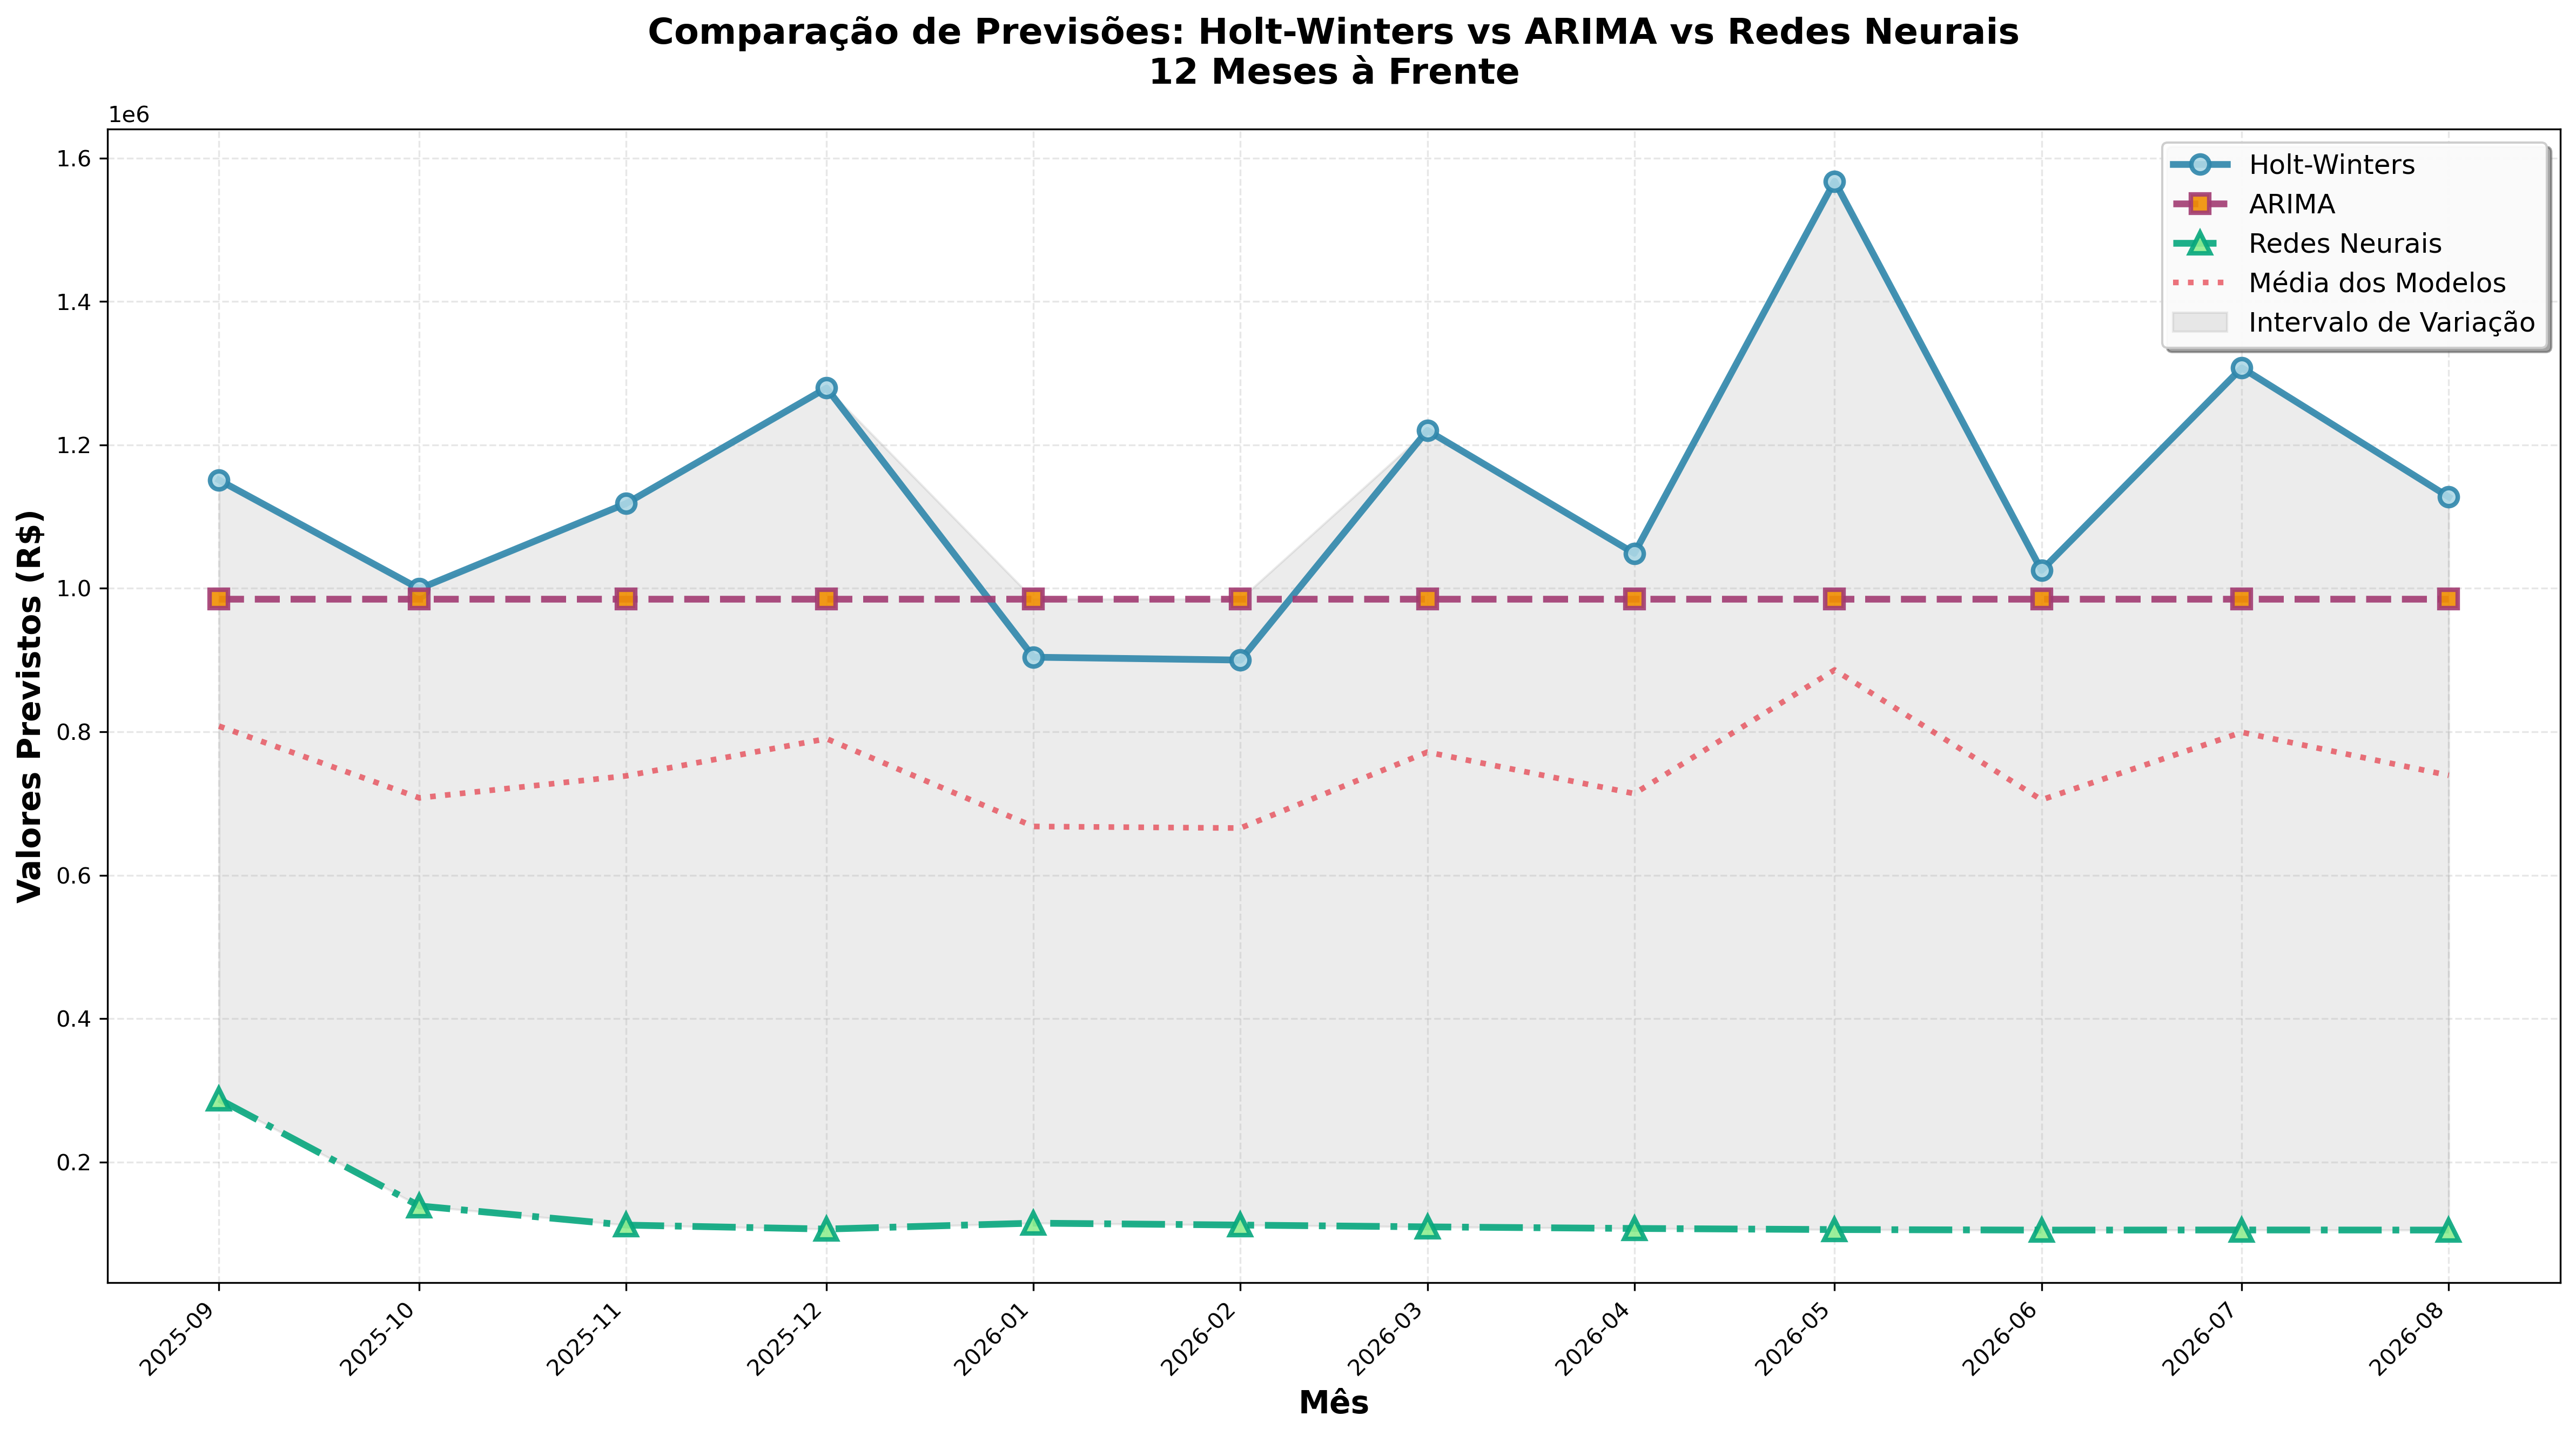 Comparação de Previsões: Holt-Winters vs ARIMA vs Redes Neurais
12 Meses à Frente
1e6
1.6
1.4
1.2
1.0
0.8
0.6
0.4
0.2
Valores Previstos (R$)
Holt-Winters
ARIMA
Redes Neurais
Média dos Modelos
Intervalo de Variação
2025-09
2025-10
2025-11
2025-12
2026-01
2026-02
2026-03
2026-04
2026-05
2026-06
2026-07
2026-08
Mês